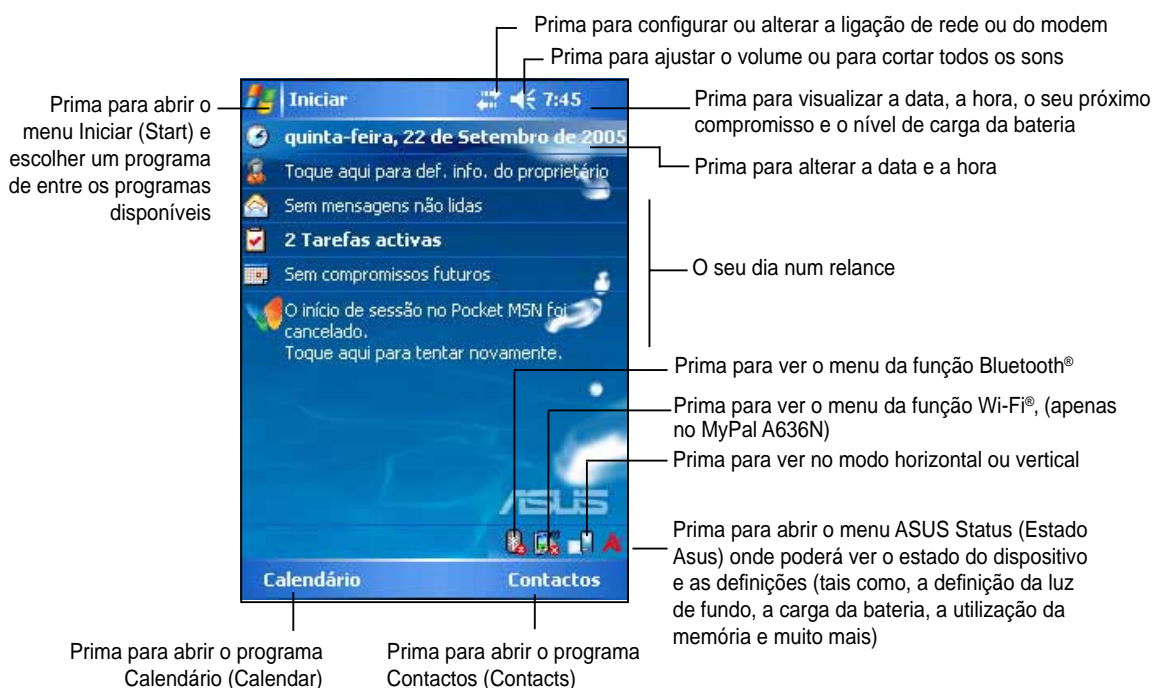 Prima para configurar ou alterar a ligação de rede ou do modem
Prima para ajustar o volume ou para cortar todos os sons
Prima para abrir o
menu Iniciar (Start) e
escolher um programa
de entre os programas
disponíveis
Iniciar
7:45
Prima para visualizar a data, a hora, o seu próximo
compromisso e o nível de carga da bateria
quinta-feira, 22 de Setembro de 2005
Prima para alterar a data e a hora
Toque aqui para def. info. do proprietário
Sem mensagens não lidas
2 Tarefas activas
Sem compromissos futuros
O seu dia num relance
O início de sessão no Pocket MSN foi
cancelado.
Toque aqui para tentar novamente.
Prima para ver o menu da função Bluetooth®
Prima para ver o menu da função Wi-Fi®, (apenas
no MyPal A636N)
Prima para ver no modo horizontal ou vertical
ASUS
Prima para abrir o menu ASUS Status (Estado
Asus) onde poderá ver o estado do dispositivo
e as definições (tais como, a definição da luz
de fundo, a carga da bateria, a utilização da
memória e muito mais)
Calendário
Contactos
Prima para abrir o programa
Calendário (Calendar)
Prima para abrir o programa
Contactos (Contacts)